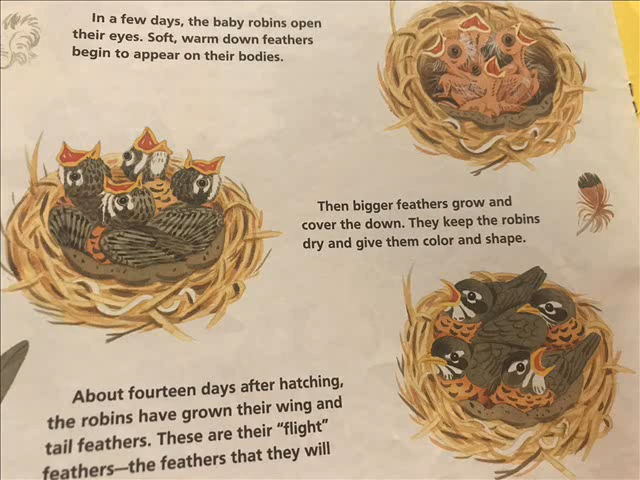 In a few days, the baby robins open
their eyes. Soft, warm down feathers
begin to appear on their bodies.
Then bigger feathers grow and
cover the down. They keep the robins
dry and give them color and shape.
About fourteen days after hatching,
the robins have grown their wing and
tail feathers. These are their “flight”
feathers—the feathers that they will